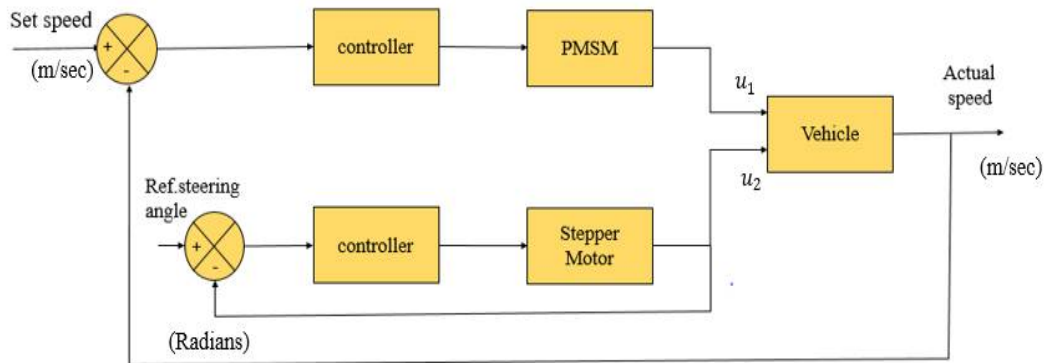 Set speed
+
-
(m/sec)
controller
PMSM
u₁
Vehicle
Actual
speed
(m/sec)
u₂
Ref.steering
angle
+
-
controller
Stepper
Motor
(Radians)